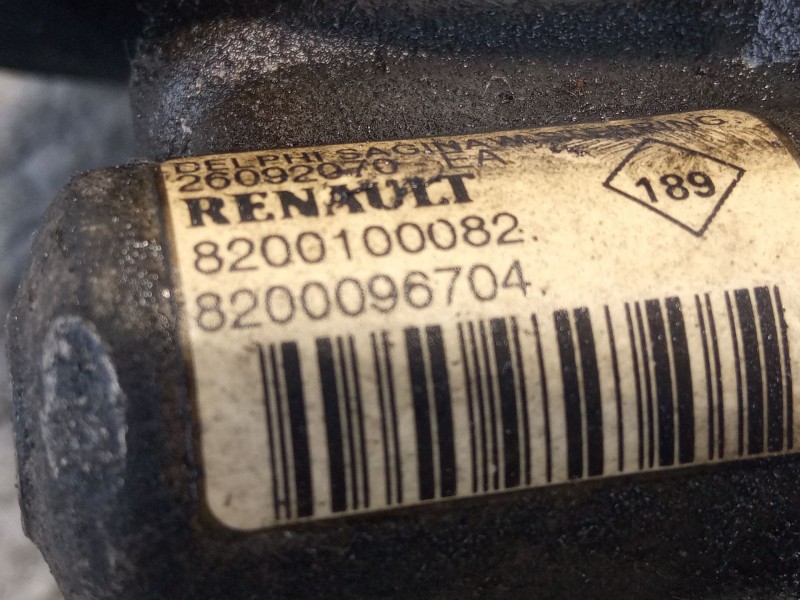 DELPHI SAGINAW STEERING
26092070 EA
RENAULT
189
8200100082
8200096704